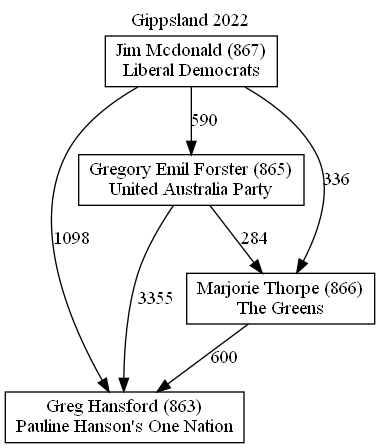 Gippsland 2022
Jim Mcdonald (867)
Liberal Democrats
590
Gregory Emil Forster (865)
United Australia Party
336
1098
3355
284
Marjorie Thorpe (866)
The Greens
600
Greg Hansford (863)
Pauline Hanson's One Nation